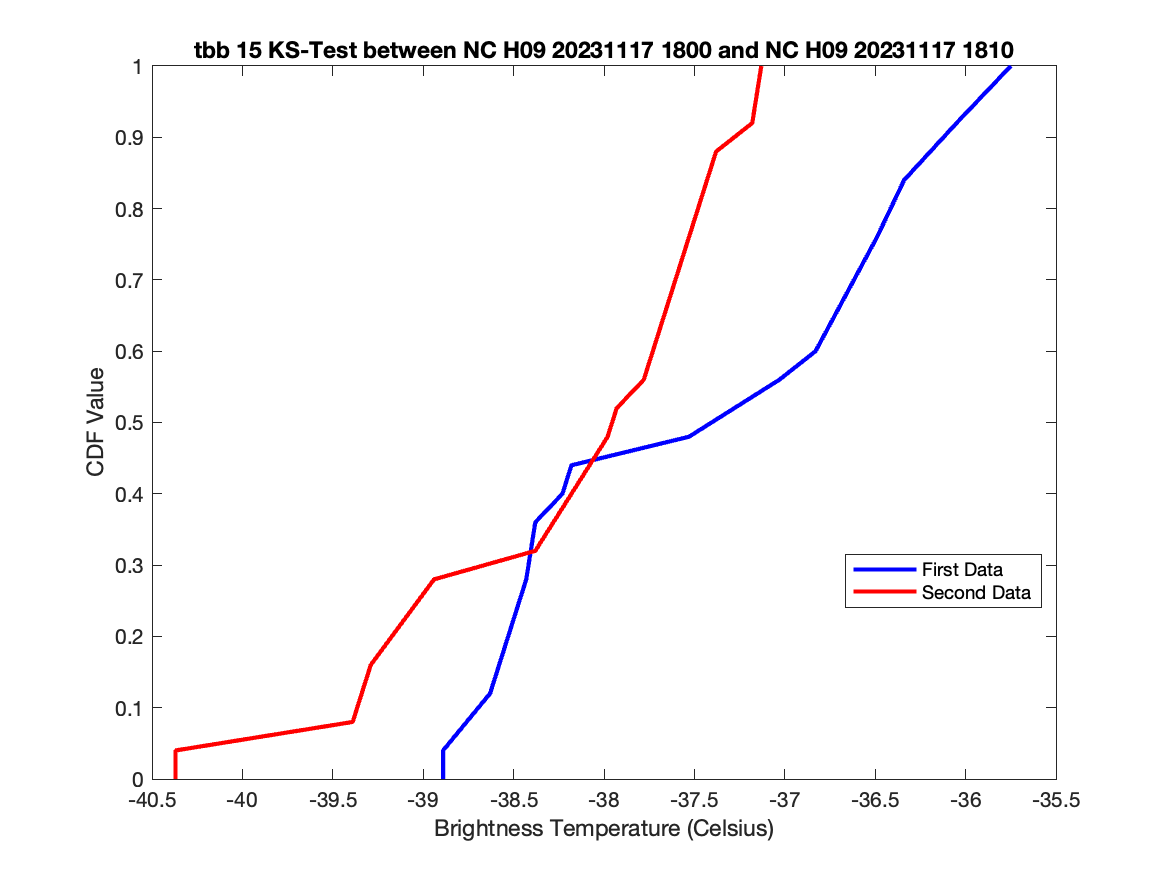 tbb 15 KS-Test between NC H09 20231117 1800 and NC H09 20231117 1810
1
0.9
0.8
0.7
0.6
0.5
0.4
0.3
0.2
0.1
0
CDF Value
First Data
Second Data
-40.5 -40 -39.5 -39 -38.5 -38 -37.5 -37 -36.5 -36 -35.5
Brightness Temperature (Celsius)